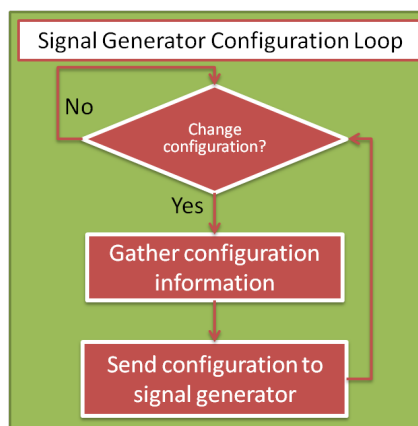 Signal Generator Configuration Loop
No
Change
configuration?
Yes
Gather configuration
information
Send configuration to
signal generator